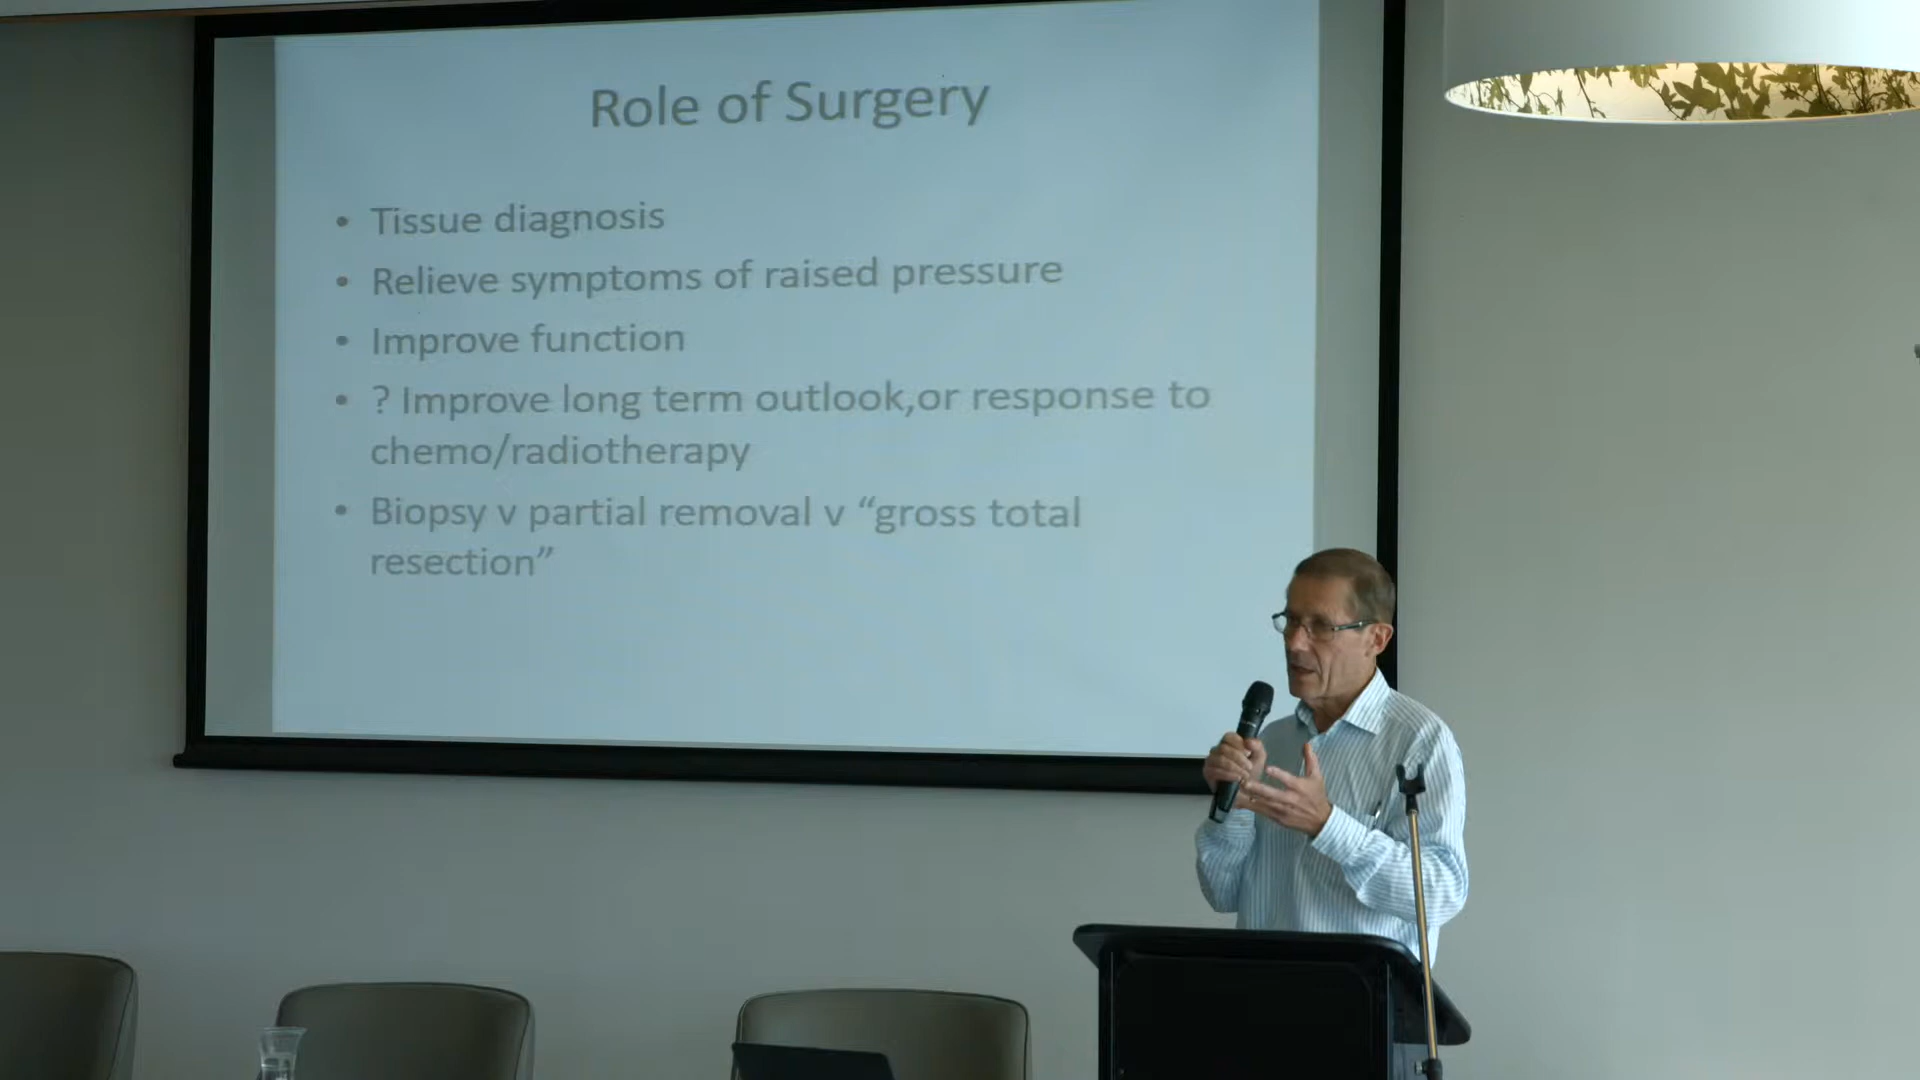 Role of Surgery
• Tissue diagnosis
• Relieve symptoms of raised pressure
• Improve function
• ? Improve long term outlook,or response to
chemo/radiotherapy
• Biopsy v partial removal v “gross total
resection”